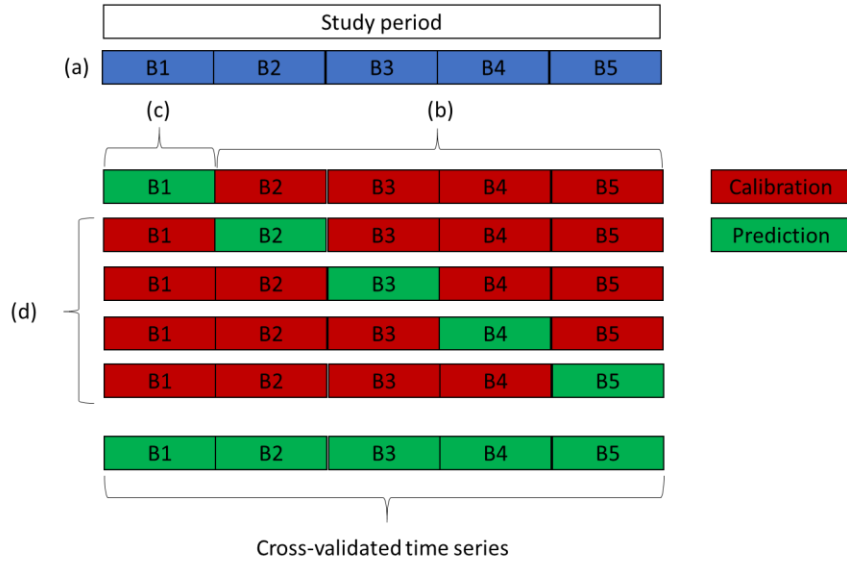 Study period
(a) B1 B2 B3 B4 B5
(c) (b)
B1 B2 B3 B4 B5 Calibration
B1 B2 B3 B4 B5 Prediction
B1 B2 B3 B4 B5
(d)
B1 B2 B3 B4 B5
B1 B2 B3 B4 B5
B1 B2 B3 B4 B5
Cross-validated time series